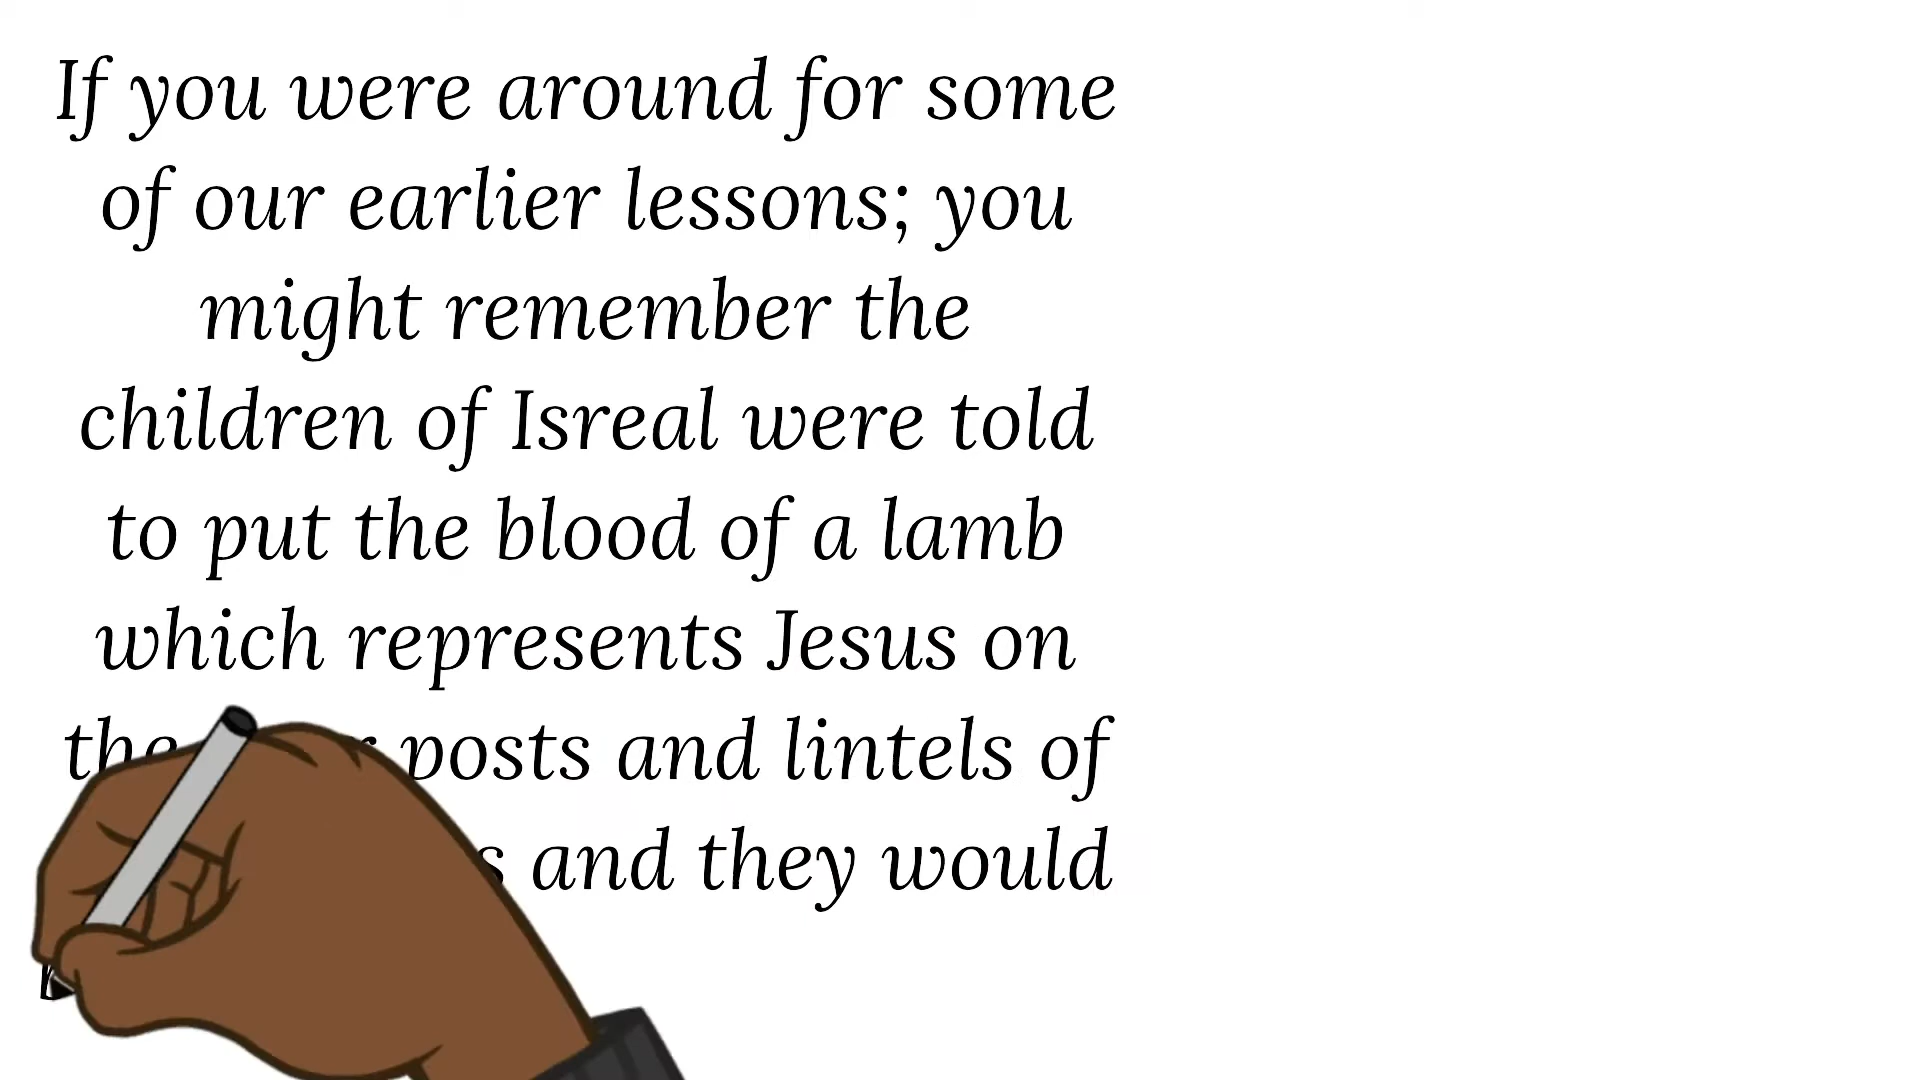 If you were around for some
of our earlier lessons; you
might remember the
children of Isreal were told
to put the blood of a lamb
which represents Jesus on
the posts and lintels of
and they would